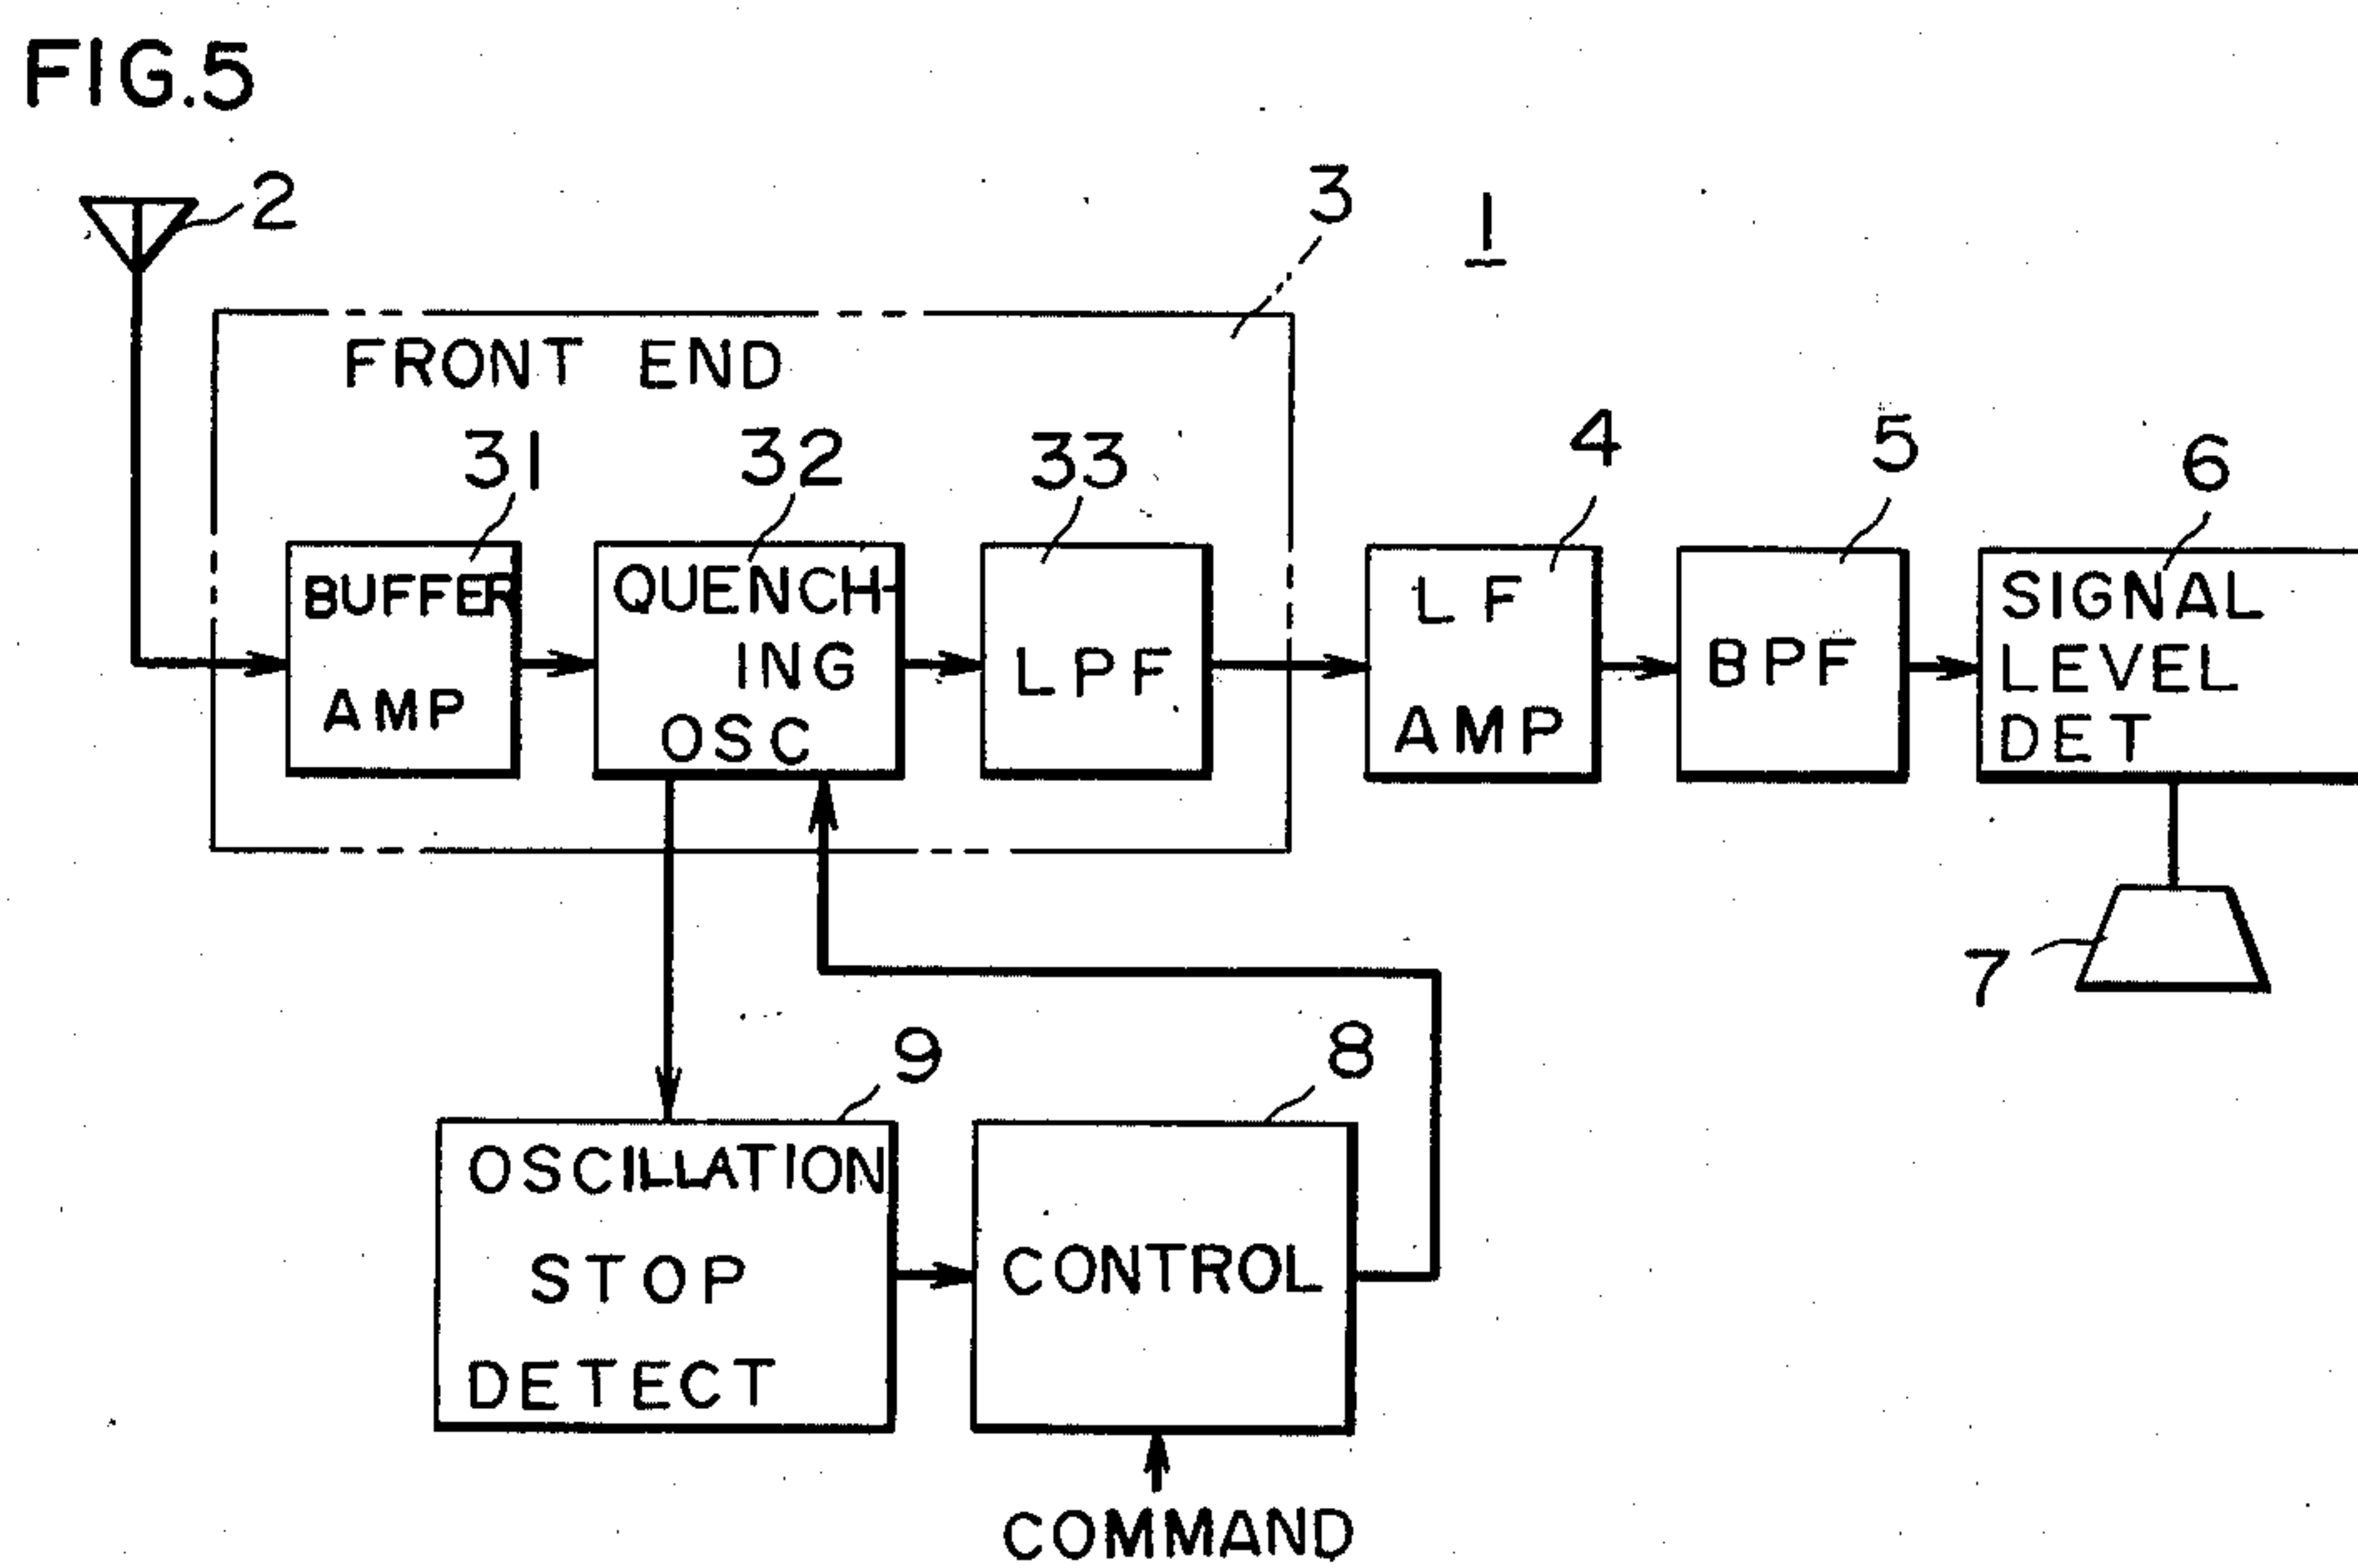 FIG.5
2
3
1
FRONT END
31
32
33
4
5
6
BUFFER
AMP
QUENCH-
ING
OSC
LPF
LF
AMP
BPF
SIGNAL
LEVEL
DET
7
9
8
OSCILLATION
STOP
DETECT
CONTROL
COMMAND